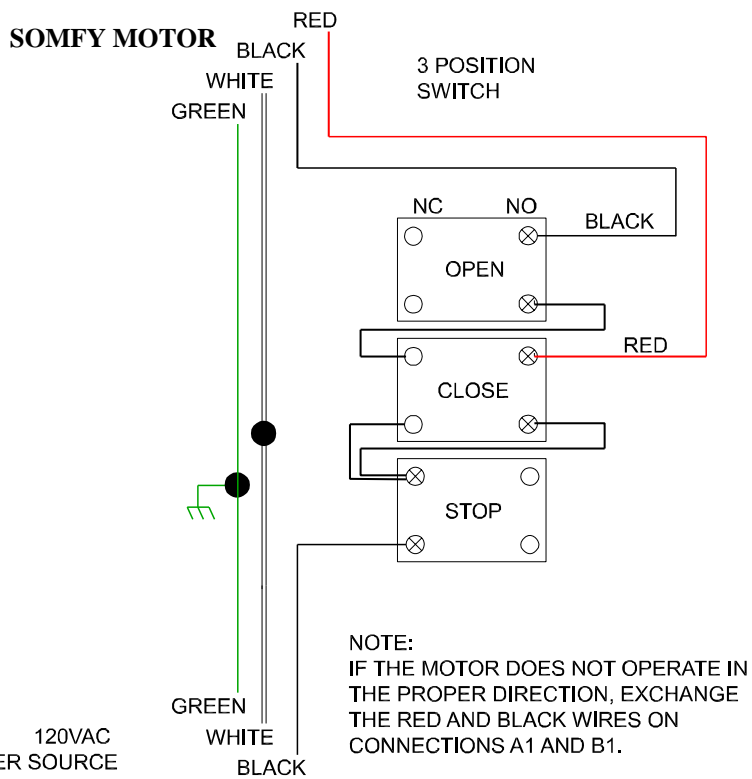 SOMFY MOTOR
RED
BLACK
WHITE
GREEN
3 POSITION
SWITCH
NC NO
BLACK
OPEN
RED
CLOSE
STOP
NOTE:
IF THE MOTOR DOES NOT OPERATE IN
THE PROPER DIRECTION, EXCHANGE
THE RED AND BLACK WIRES ON
CONNECTIONS A1 AND B1.
GREEN
WHITE
BLACK
120VAC
ER SOURCE